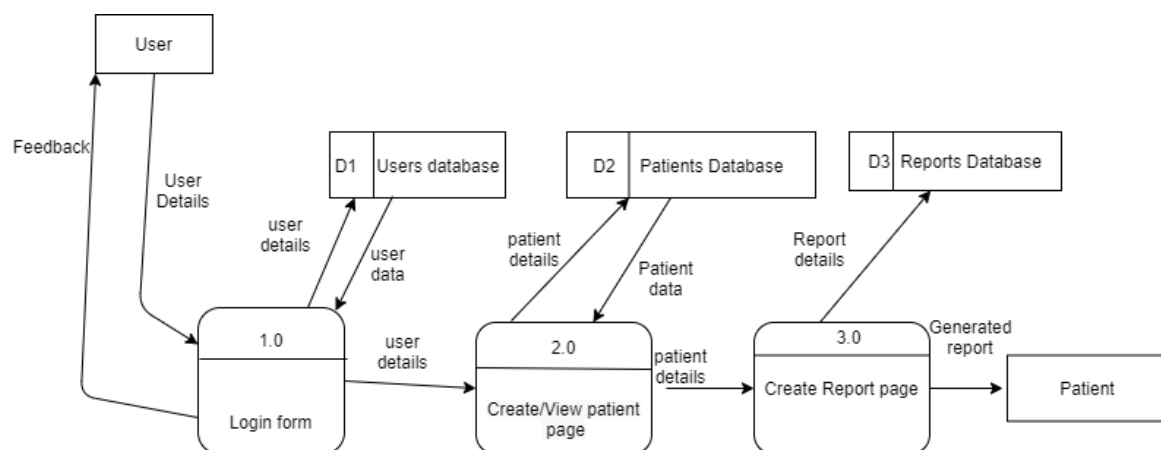 User
Feedback
User
Details
D1
Users database
D2
Patients Database
D3
Reports Database
user
details
user
data
patient
details
Patient
data
Report
details
1.0
Login form
user
details
2.0
Create/View patient
page
patient
details
3.0
Create Report page
Generated
report
Patient